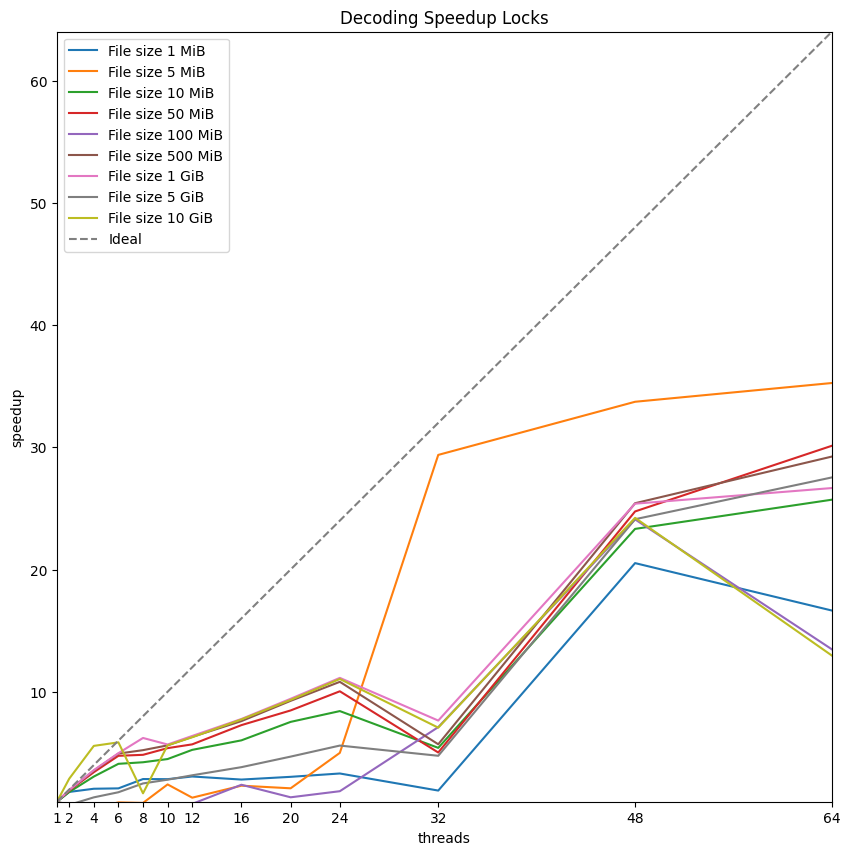 Decoding Speedup Locks
File size 1 MiB
File size 5 MiB
File size 10 MiB
File size 50 MiB
File size 100 MiB
File size 500 MiB
File size 1 GiB
File size 5 GiB
File size 10 GiB
Ideal
60
50
40
30
20
10
speedup
1 2 4 6 8 10 12 16 20 24 32 48 64
threads